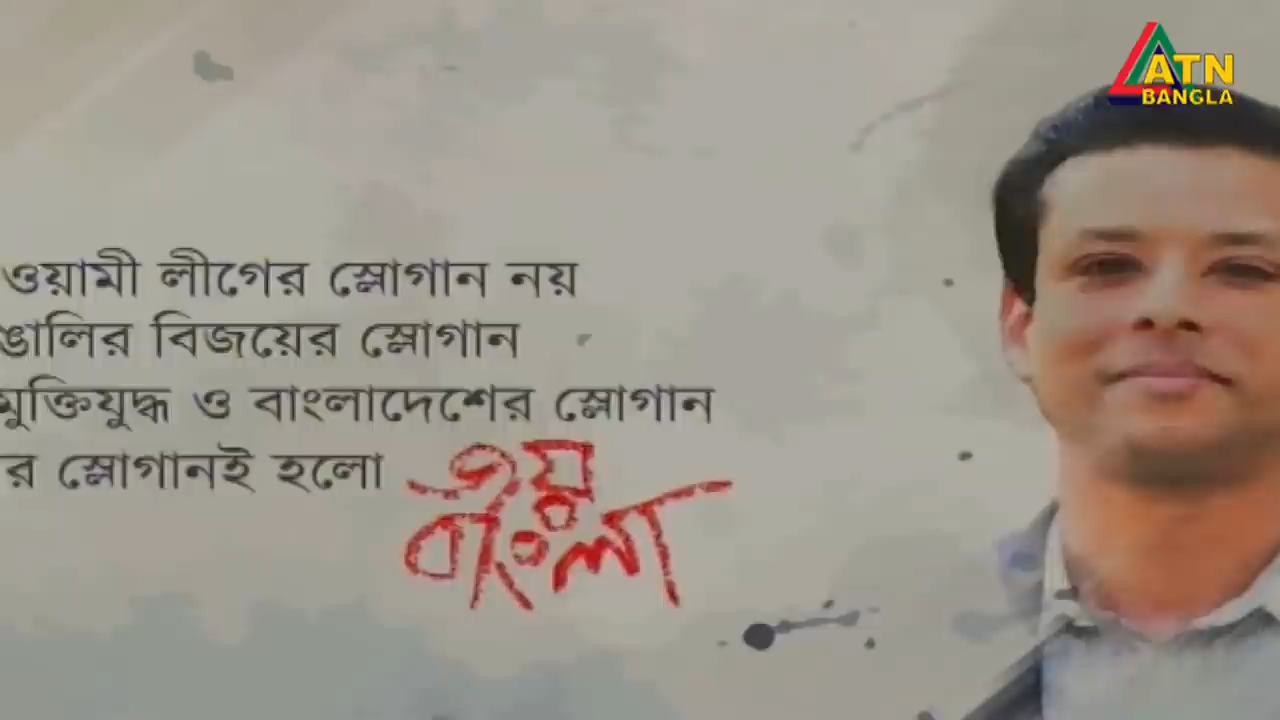 ATN
BANGLA
ওয়ামী লীগের স্লোগান নয়
ঙালির বিজয়ের স্লোগান
মুক্তিযুদ্ধ ও বাংলাদেশের স্লোগান
র স্লোগানই হলো
জয়
বাংলা